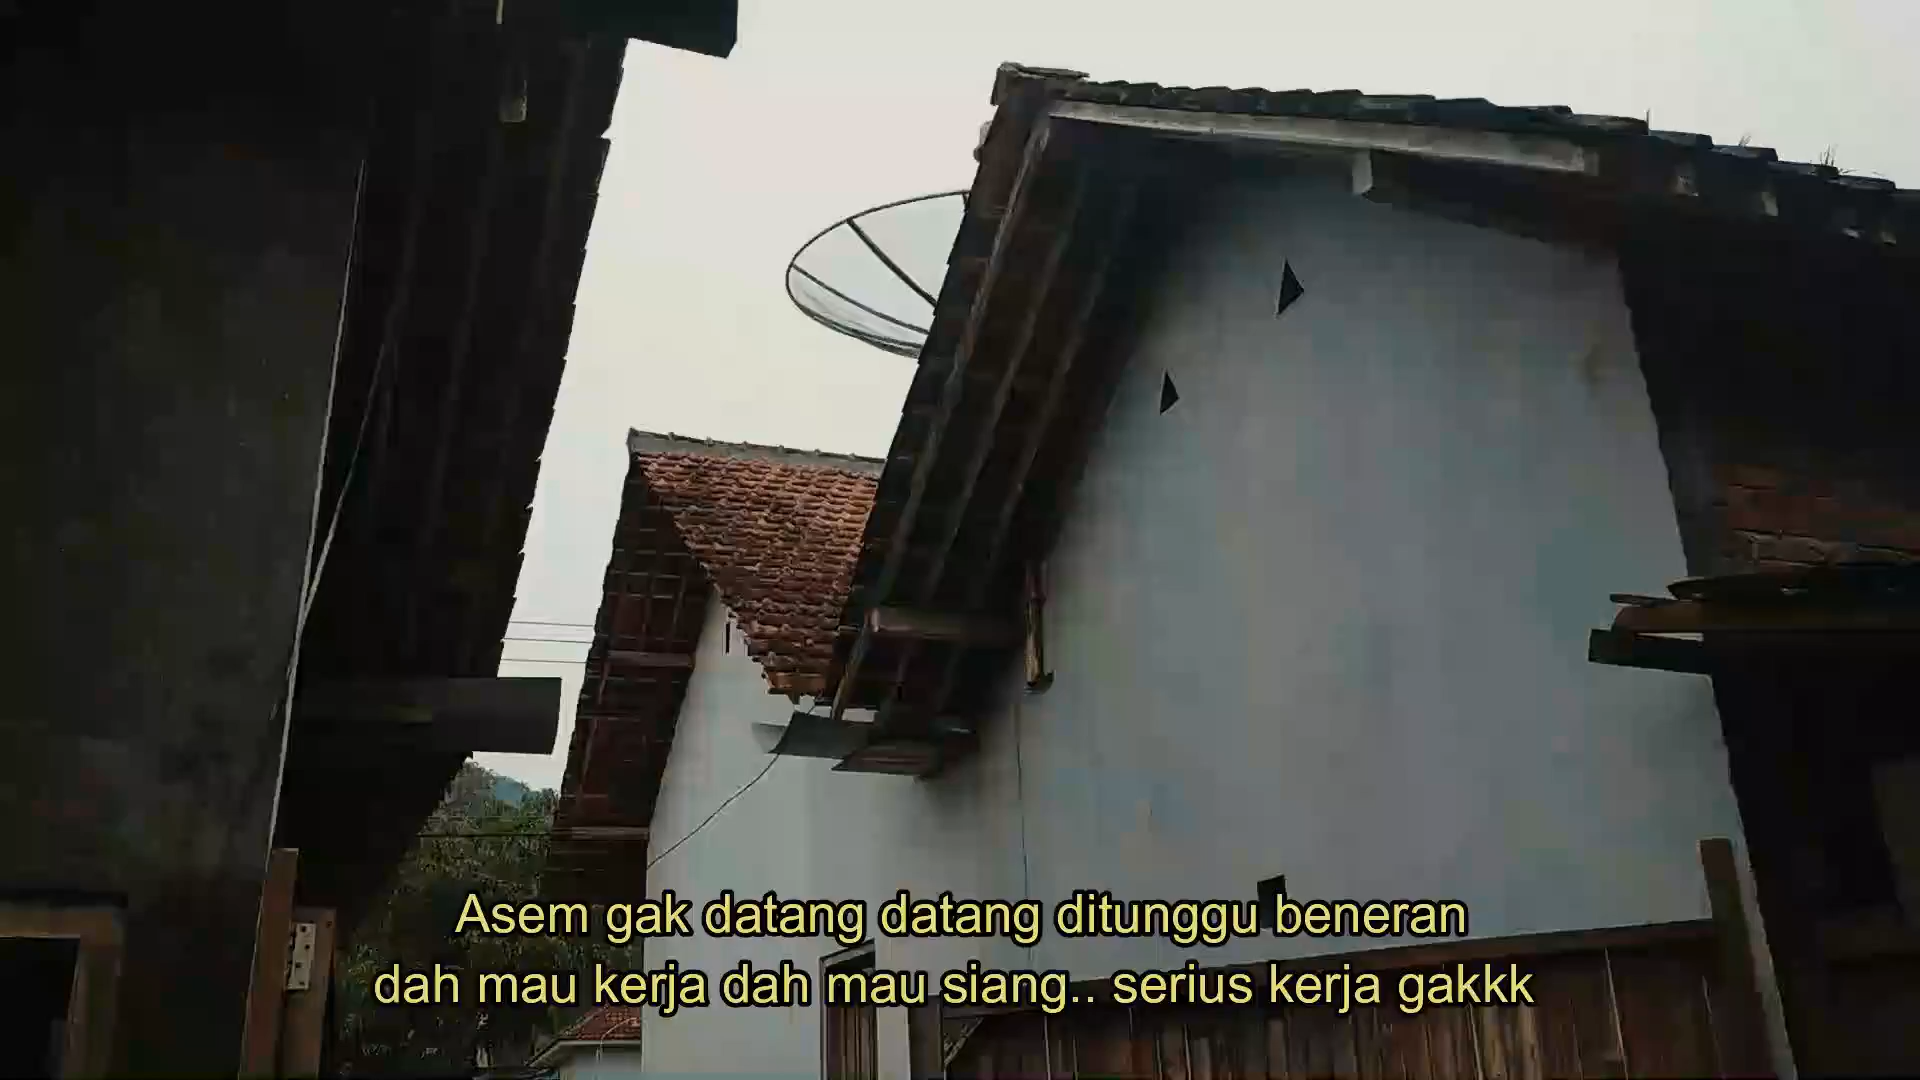 Asem gak datang datang ditunggu beneran
dah mau kerja dah mau siang.. serius kerja gakkk